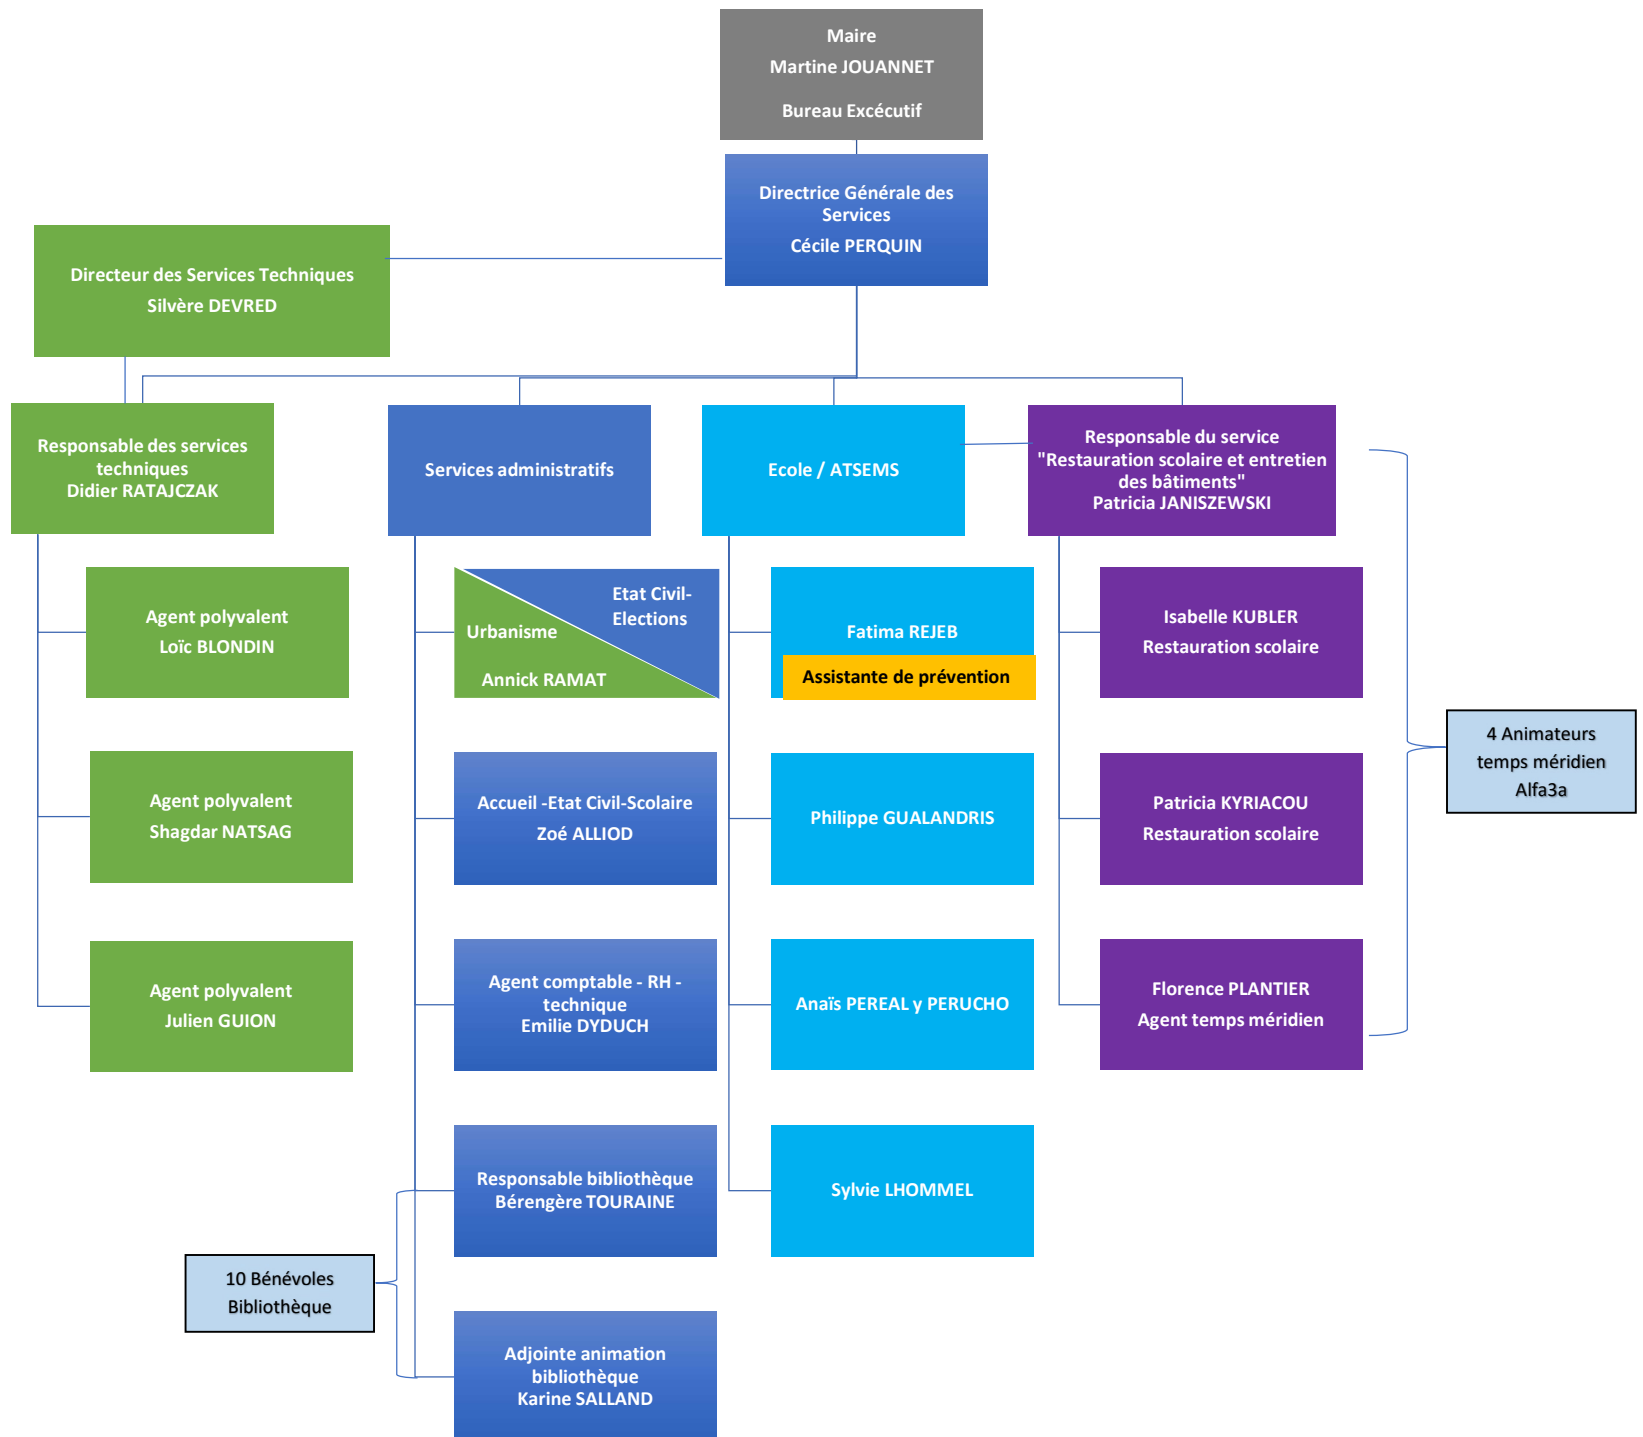 Maire
Martine JOUANNET
Bureau Excécutif
Directrice Générale des
Services
Cécile PERQUIN
Directeur des Services Techniques
Silvère DEVRED
Responsable des services
techniques
Didier RATAJCZAK
Services administratifs
Ecole / ATSEMS
Responsable du service
"Restauration scolaire et entretien
des bâtiments"
Patricia JANISZEWSKI
Agent polyvalent
Loïc BLONDIN
Agent polyvalent
Shagdar NATSAG
Agent polyvalent
Julien GUION
Etat Civil-
Elections
Urbanisme
Annick RAMAT
Accueil -Etat Civil-Scolaire
Zoé ALLIOD
Agent comptable - RH -
technique
Emilie DYDUCH
Responsable bibliothèque
Bérengère TOURAINE
Adjointe animation
bibliothèque
Karine SALLAND
10 Bénévoles
Bibliothèque
Fatima REJEB
Assistante de prévention
Philippe GUALANDRIS
Anaïs PEREAL y PERUCHO
Sylvie LHOMMEL
Isabelle KUBLER
Restauration scolaire
Patricia KYRIACOU
Restauration scolaire
Florence PLANTIER
Agent temps méridien
4 Animateurs
temps méridien
Alfa3a